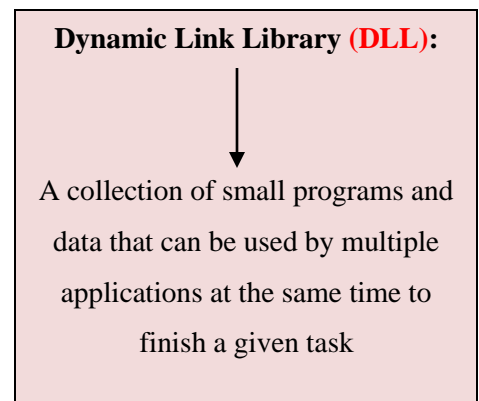 Dynamic Link Library (DLL):
A collection of small programs and
data that can be used by multiple
applications at the same time to
finish a given task